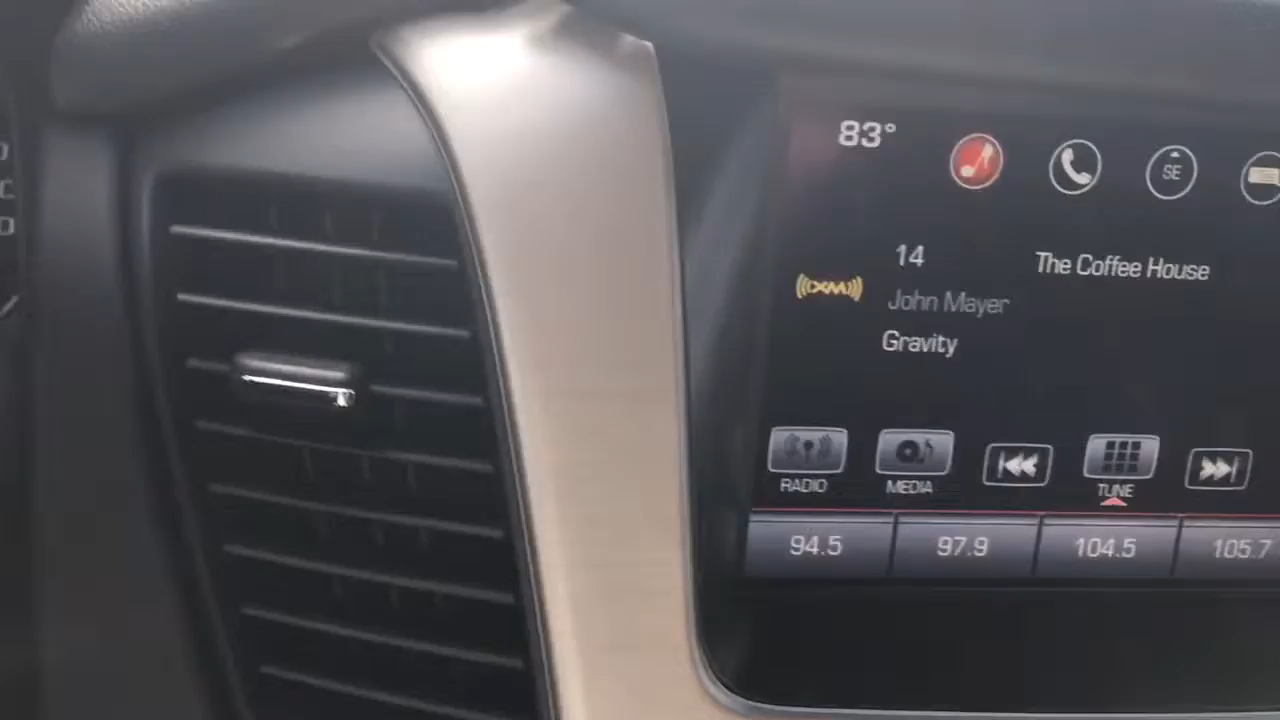 83°
SE
14
The Coffee House
((XM))
John Mayer
Gravity
RADIO
MEDIA
TUNE
94.5
97.9
104.5
105.7